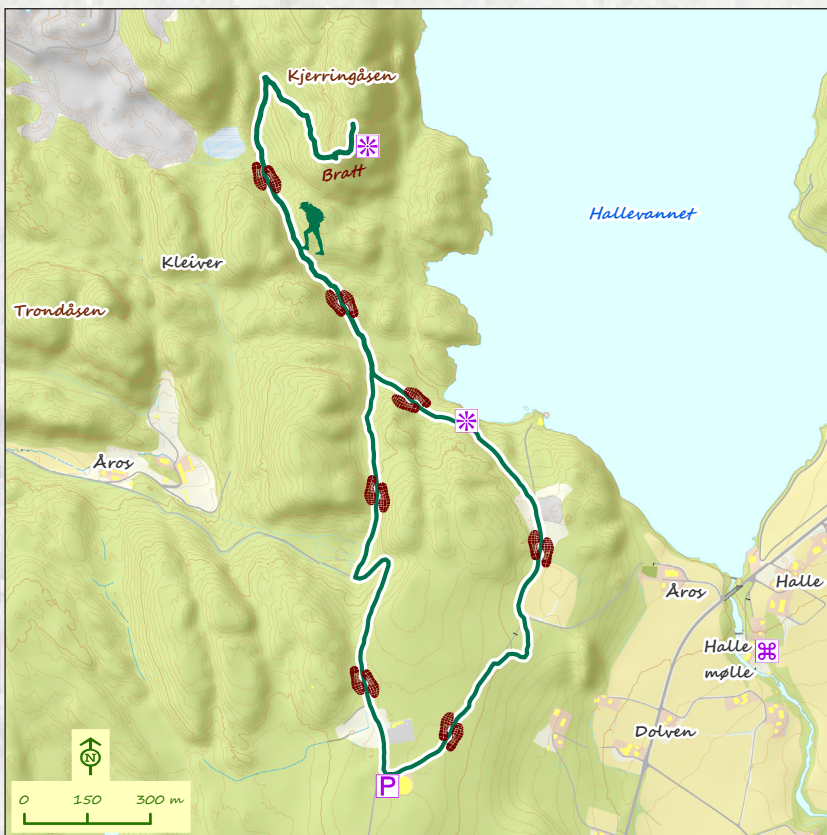 Kjerringåsen
Bratt
Hallevannet
Kleiver
Trondåsen
Åros
Åros
Halle
Halle
mølle
Dolven
N
P
0 150 300 m